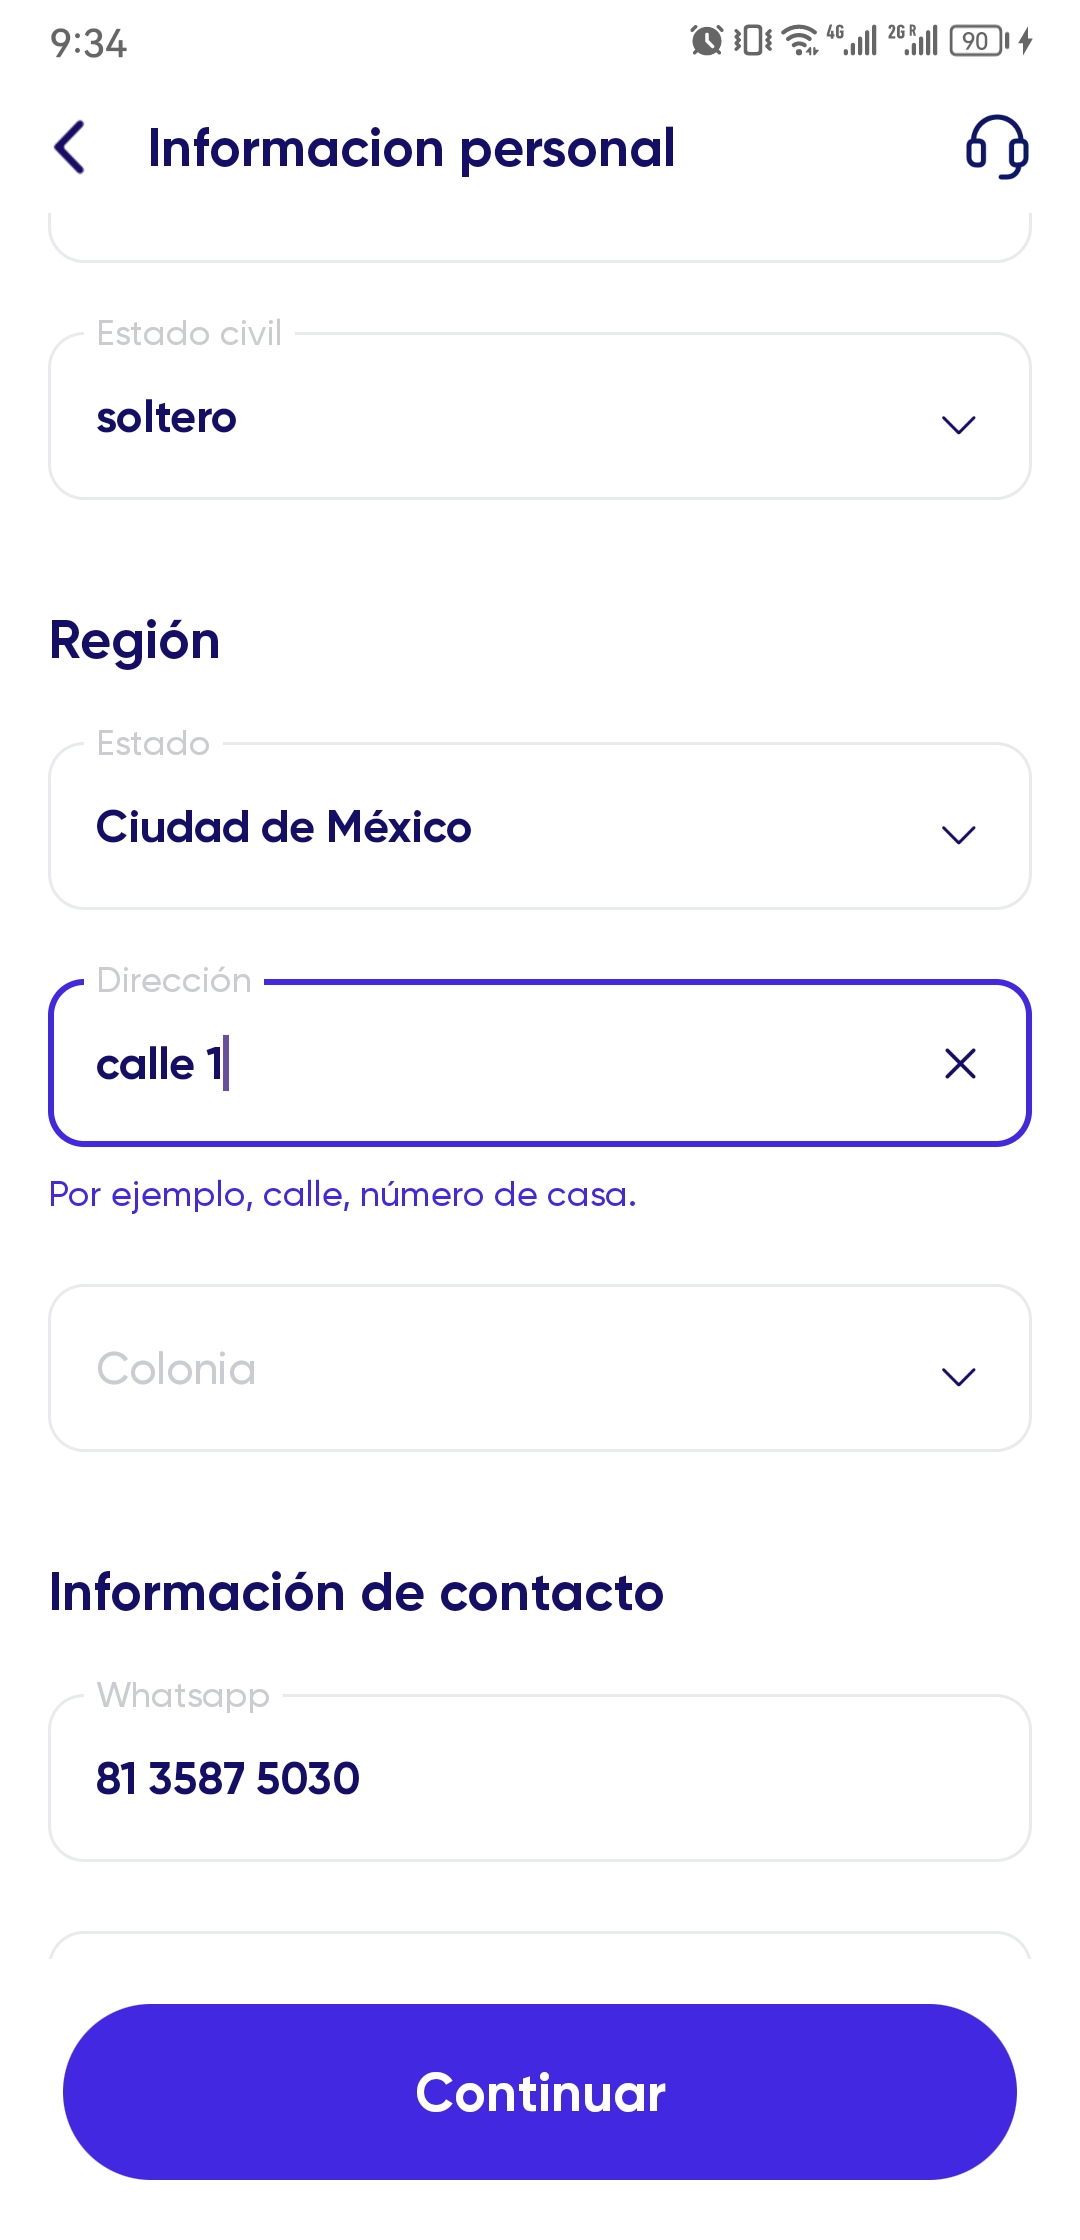 9:34
4G 2G R 90
Informacion personal
Estado civil
soltero
Región
Estado
Ciudad de México
Dirección
calle 1
Por ejemplo, calle, número de casa.
Colonia
Información de contacto
Whatsapp
81 3587 5030
Continuar